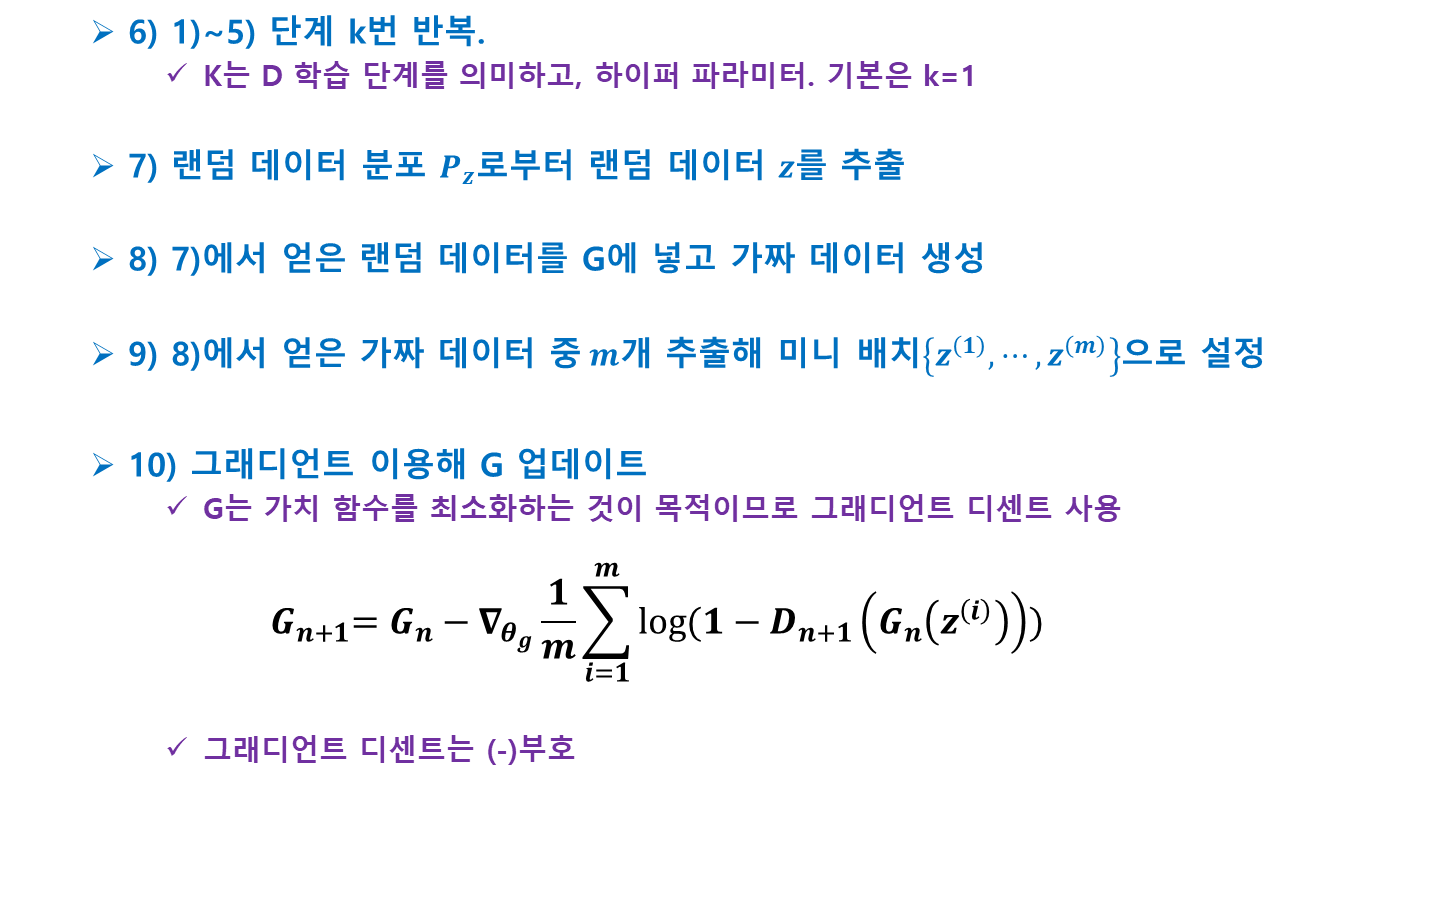 ➢ 6) 1)~5) 단계 k번 반복.
✓ K는 D 학습 단계를 의미하고, 하이퍼 파라미터. 기본은 k=1
➢ 7) 랜덤 데이터 분포 P_z로부터 랜덤 데이터 z를 추출
➢ 8) 7)에서 얻은 랜덤 데이터를 G에 넣고 가짜 데이터 생성
➢ 9) 8)에서 얻은 가짜 데이터 중 m개 추출해 미니 배치{z^(1), ⋯, z^(m)}으로 설정
➢ 10) 그래디언트 이용해 G 업데이트
✓ G는 가치 함수를 최소화하는 것이 목적이므로 그래디언트 디센트 사용
G_{n+1}= G_n − ∇_{θ_g} \frac{1}{m} \sum_{i=1}^{m} log(1 − D_{n+1}(G_n(z^{(i)})))
✓ 그래디언트 디센트는 (-)부호